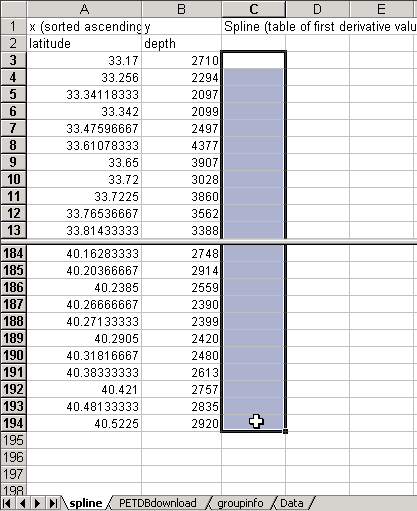 A B C D E
1 x (sorted ascending y Spline (table of first derivative valu
2 latitude depth
3 33.17 2710
4 33.256 2294
5 33.34118333 2097
6 33.342 2099
7 33.47596667 2497
8 33.61078333 4377
9 33.65 3907
10 33.72 3028
11 33.7225 3860
12 33.76536667 3562
13 33.81433333 3388
184 40.16283333 2748
185 40.20366667 2914
186 40.2385 2559
187 40.26666667 2390
188 40.27133333 2399
189 40.2905 2420
190 40.31816667 2480
191 40.38333333 2613
192 40.421 2757
193 40.48133333 2835
194 40.5225 2920
195
196
197
198
spline PETDBdownload groupinfo Data